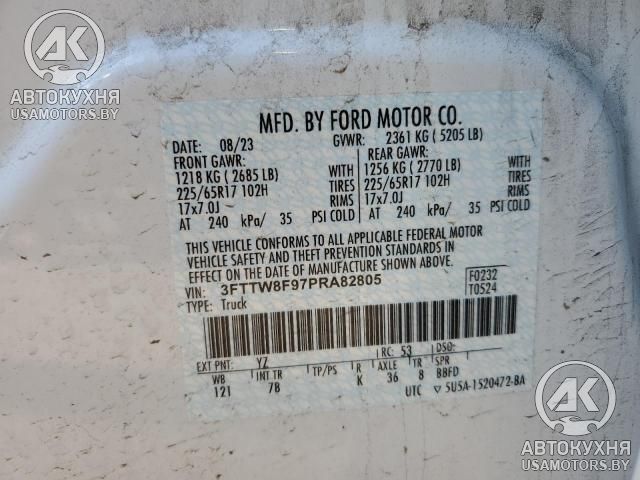 АК
АВТОКУХНЯ
USAMOTORS.BY
MFD. BY FORD MOTOR CO.
DATE: 08/23 GVWR: 2361 KG ( 5205 LB)
FRONT GAWR: REAR GAWR:
1218 KG ( 2685 LB) WITH 1256 KG ( 2770 LB) WITH
225/65R17 102H TIRES 225/65R17 102H TIRES
17x7.0J RIMS 17x7.0J RIMS
AT 240 kPa/ 35 PSI COLD AT 240 kPa/ 35 PSI COLD
THIS VEHICLE CONFORMS TO ALL APPLICABLE FEDERAL MOTOR
VEHICLE SAFETY AND THEFT PREVENTION STANDARDS IN
EFFECT ON THE DATE OF MANUFACTURE SHOWN ABOVE.
VIN: 3FTTW8F97PRA82805 F0232
TYPE: Truck T0524
EXT PNT: YZ RC: 53 DSO:
WB INT TR TP/PS R AXLE TR SPR
121 7B K 36 8 BBFD
UTC ▽ 5U5A-1520472-BA
АК
АВТОКУХНЯ
USAMOTORS.BY